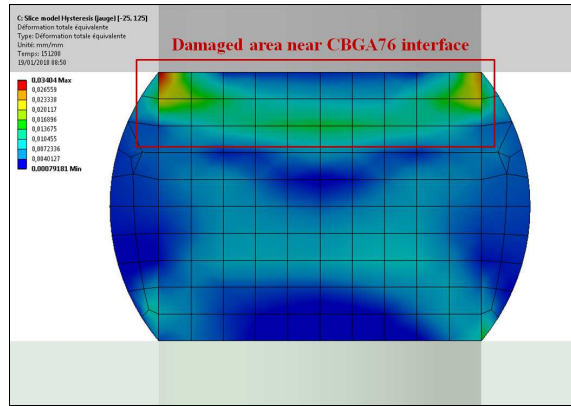 C: Slice model Hysteresis (jauge) [-25, 125]
Déformation totale équivalente
Type: Déformation totale équivalente
Unité: mm/mm
Temps: 151200
19/01/2018 08:50
Damaged area near CBGA76 interface
0,03404 Max
0,026559
0,023338
0,020117
0,016896
0,013675
0,010455
0,0072336
0,0040127
0,00079181 Min